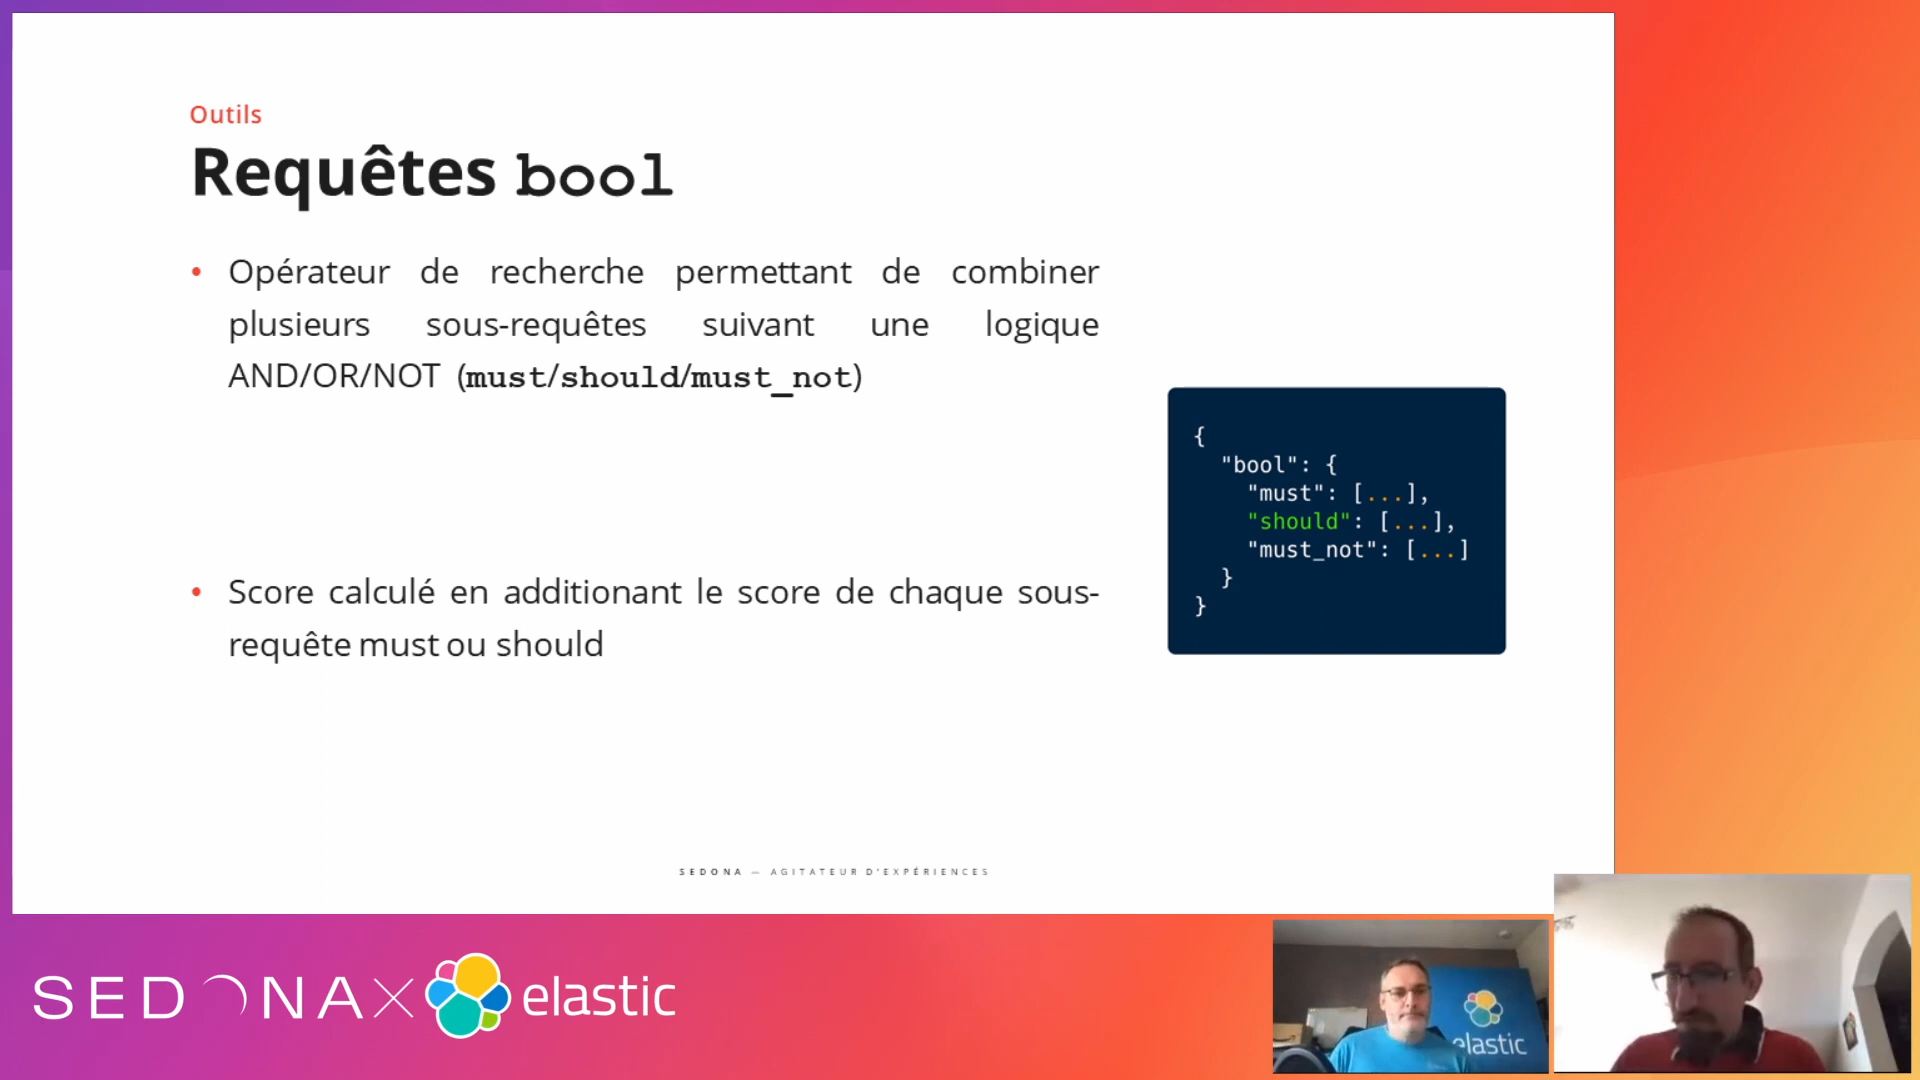 Outils
Requêtes bool
• Opérateur de recherche permettant de combiner
plusieurs sous-requêtes suivant une logique
AND/OR/NOT (must/should/must_not)
{
"bool": {
"must": [...],
"should": [...],
"must_not": [...]
}
}
• Score calculé en additionant le score de chaque sous-
requête must ou should
SEDONA — AGITATEUR D'EXPÉRIENCES
SEDONA X elastic
elastic